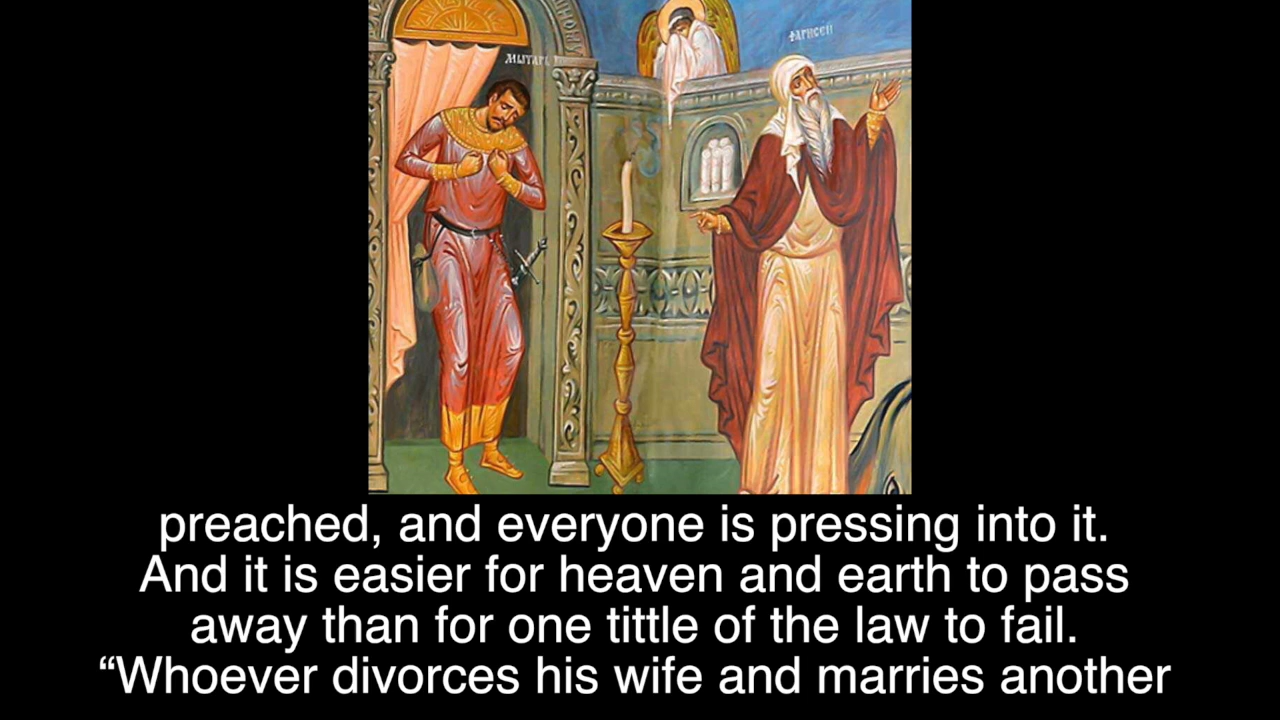 МЫТАРЬ
ФАРИСЕЙ
preached, and everyone is pressing into it.
And it is easier for heaven and earth to pass
away than for one tittle of the law to fail.
“Whoever divorces his wife and marries another